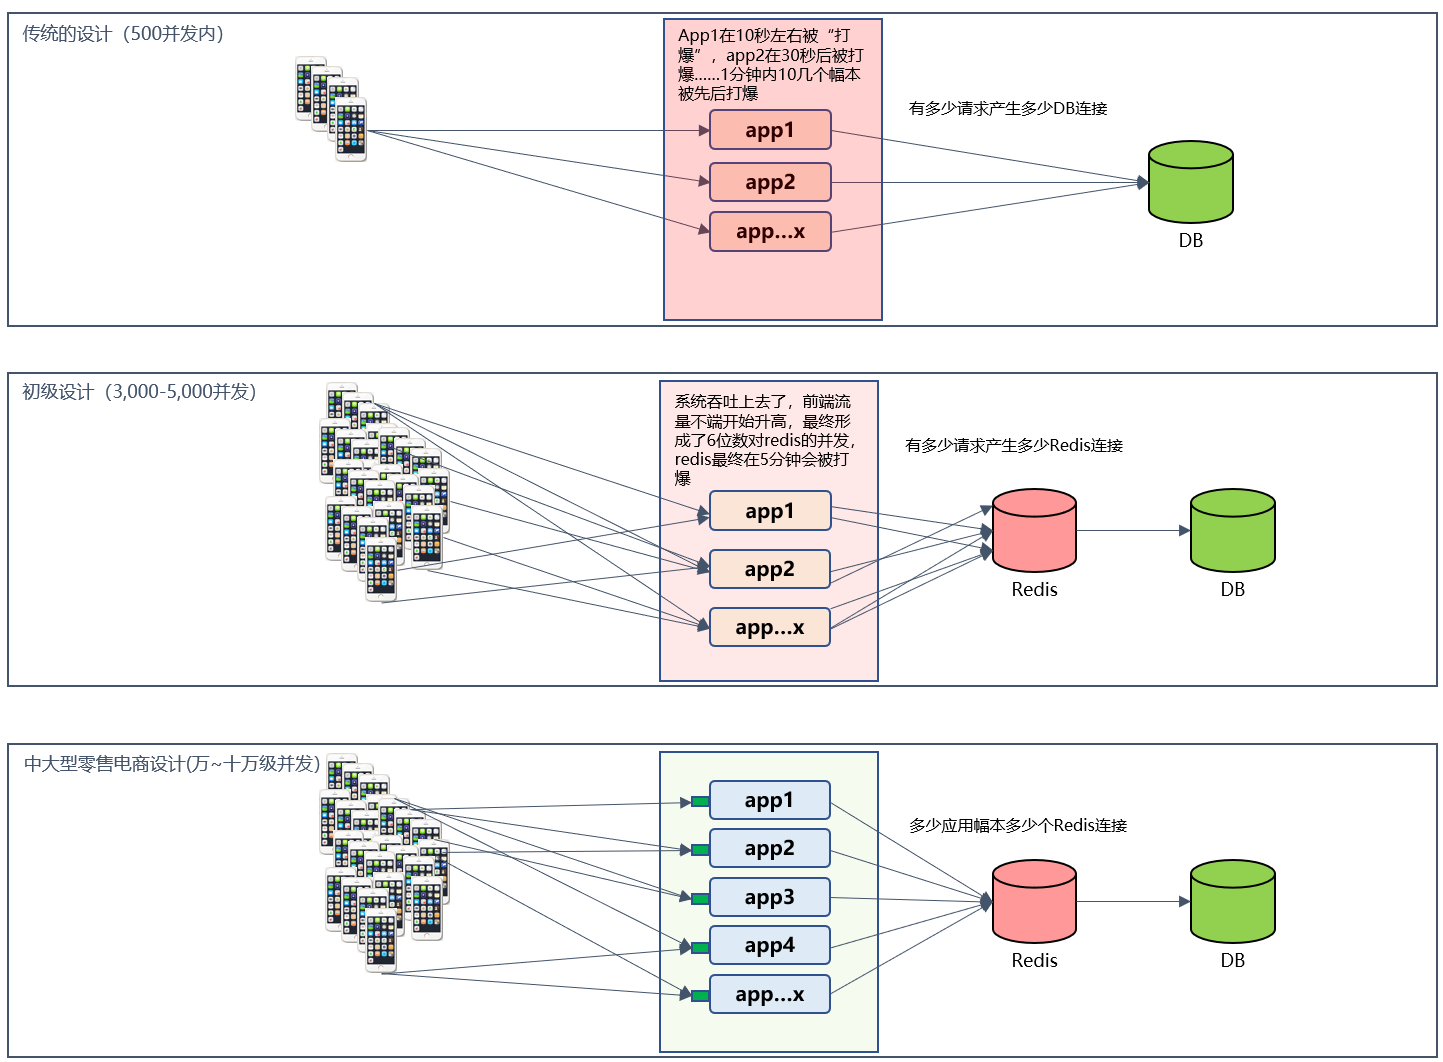 传统的设计（500并发内）
App1在10秒左右被“打
爆”，app2在30秒后被打
爆……1分钟内10几个幅本
被先后打爆
有多少请求产生多少DB连接
app1
app2
app...x
DB
初级设计（3,000-5,000并发）
系统吞吐上去了，前端流
量不端开始升高，最终形
成了6位数对redis的并发，
redis最终在5分钟会被打
爆
有多少请求产生多少Redis连接
app1
app2
app...x
Redis
DB
中大型零售电商设计(万~十万级并发)
app1
app2
app3
app4
app...x
多少应用幅本多少个Redis连接
Redis
DB